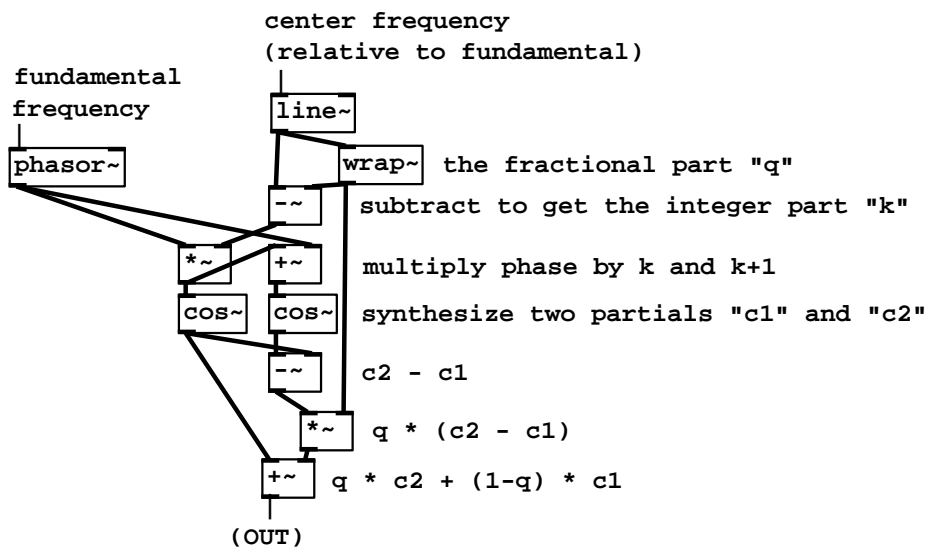 center frequency
(relative to fundamental)
fundamental
frequency
line~
phasor~
wrap~ the fractional part "q"
-~ subtract to get the integer part "k"
*~ +~ multiply phase by k and k+1
cos~ cos~ synthesize two partials "c1" and "c2"
-~ c2 - c1
*~ q * (c2 - c1)
+~ q * c2 + (1-q) * c1
(OUT)